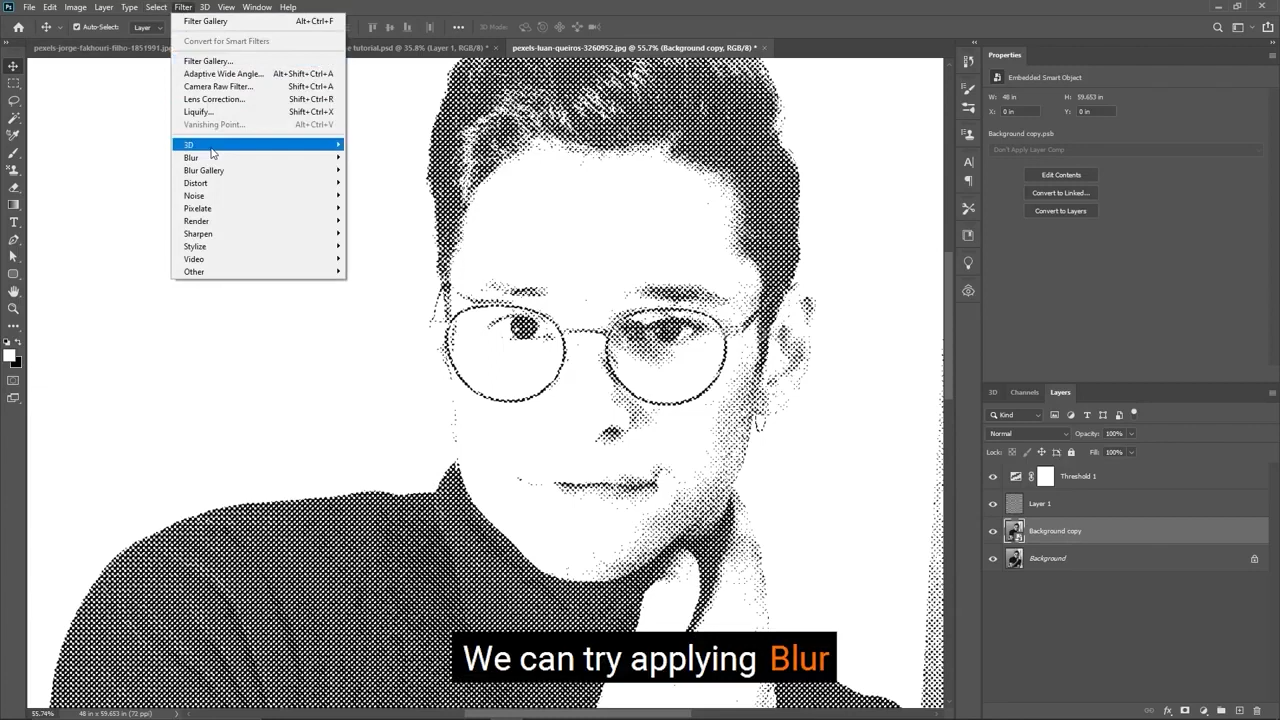 File Edit Image Layer Type Select Filter 3D View Window Help
Auto-Select: Layer 3D Mode:
pexels-jorge-fakhouri-filho-1851991.jpg
e tutorial.psd @ 35.8% (Layer 1, RGB/8) * ×
pexels-luan-queiros-3260952.jpg @ 55.7% (Background copy, RGB/8) * ×
Filter Gallery Alt+Ctrl+F
Convert for Smart Filters
Filter Gallery...
Adaptive Wide Angle... Alt+Shift+Ctrl+A
Camera Raw Filter... Shift+Ctrl+A
Lens Correction... Shift+Ctrl+R
Liquify... Shift+Ctrl+X
Vanishing Point... Alt+Ctrl+V
3D
Blur
Blur Gallery
Distort
Noise
Pixelate
Render
Sharpen
Stylize
Video
Other
We can try applying Blur
Properties
Embedded Smart Object
W: 48 in H: 59.653 in
X: 0 in Y: 0 in
Background copy.psb
Don't Apply Layer Comp
Edit Contents
Convert to Linked...
Convert to Layers
3D Channels Layers
Kind
Normal Opacity: 100%
Lock: Fill: 100%
Threshold 1
Layer 1
Background copy
Background
55.74% 48 in x 59.653 in (72 ppi)